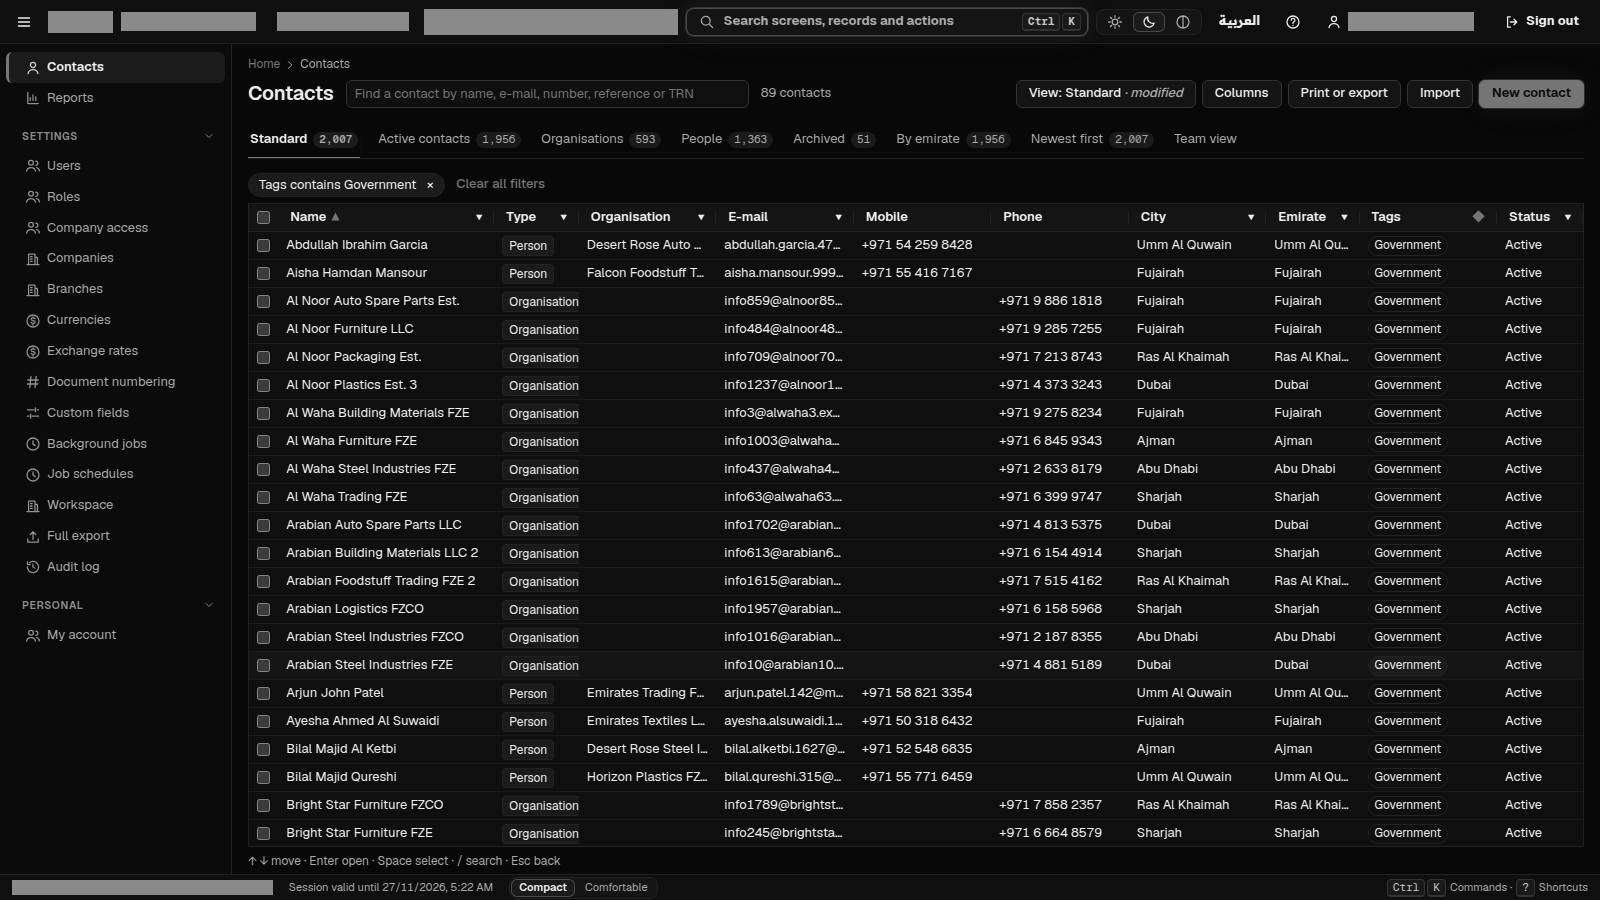 Search screens, records and actions Ctrl K العربية Sign out
Contacts
Reports
SETTINGS
Users
Roles
Company access
Companies
Branches
Currencies
Exchange rates
Document numbering
Custom fields
Background jobs
Job schedules
Workspace
Full export
Audit log
PERSONAL
My account
Home > Contacts
Contacts Find a contact by name, e-mail, number, reference or TRN 89 contacts View: Standard · modified Columns Print or export Import New contact
Standard 2,007 Active contacts 1,956 Organisations 593 People 1,363 Archived 51 By emirate 1,956 Newest first 2,007 Team view
Tags contains Government × Clear all filters
Name Type Organisation E-mail Mobile Phone City Emirate Tags Status
Abdullah Ibrahim Garcia Person Desert Rose Auto … abdullah.garcia.47… +971 54 259 8428 Umm Al Quwain Umm Al Qu… Government Active
Aisha Hamdan Mansour Person Falcon Foodstuff T… aisha.mansour.999… +971 55 416 7167 Fujairah Fujairah Government Active
Al Noor Auto Spare Parts Est. Organisation info859@alnoor85… +971 9 886 1818 Fujairah Fujairah Government Active
Al Noor Furniture LLC Organisation info484@alnoor48… +971 9 285 7255 Fujairah Fujairah Government Active
Al Noor Packaging Est. Organisation info709@alnoor70… +971 7 213 8743 Ras Al Khaimah Ras Al Khai… Government Active
Al Noor Plastics Est. 3 Organisation info1237@alnoor1… +971 4 373 3243 Dubai Dubai Government Active
Al Waha Building Materials FZE Organisation info3@alwaha3.ex… +971 9 275 8234 Fujairah Fujairah Government Active
Al Waha Furniture FZE Organisation info1003@alwaha… +971 6 845 9343 Ajman Ajman Government Active
Al Waha Steel Industries FZE Organisation info437@alwaha4… +971 2 633 8179 Abu Dhabi Abu Dhabi Government Active
Al Waha Trading FZE Organisation info63@alwaha63.… +971 6 399 9747 Sharjah Sharjah Government Active
Arabian Auto Spare Parts LLC Organisation info1702@arabian… +971 4 813 5375 Dubai Dubai Government Active
Arabian Building Materials LLC 2 Organisation info613@arabian6… +971 6 154 4914 Sharjah Sharjah Government Active
Arabian Foodstuff Trading FZE 2 Organisation info1615@arabian… +971 7 515 4162 Ras Al Khaimah Ras Al Khai… Government Active
Arabian Logistics FZCO Organisation info1957@arabian… +971 6 158 5968 Sharjah Sharjah Government Active
Arabian Steel Industries FZCO Organisation info1016@arabian… +971 2 187 8355 Abu Dhabi Abu Dhabi Government Active
Arabian Steel Industries FZE Organisation info10@arabian10.… +971 4 881 5189 Dubai Dubai Government Active
Arjun John Patel Person Emirates Trading F… arjun.patel.142@m… +971 58 821 3354 Umm Al Quwain Umm Al Qu… Government Active
Ayesha Ahmed Al Suwaidi Person Emirates Textiles L… ayesha.alsuwaidi.1… +971 50 318 6432 Fujairah Fujairah Government Active
Bilal Majid Al Ketbi Person Desert Rose Steel I… bilal.alketbi.1627@… +971 52 548 6835 Ajman Ajman Government Active
Bilal Majid Qureshi Person Horizon Plastics FZ… bilal.qureshi.315@… +971 55 771 6459 Umm Al Quwain Umm Al Qu… Government Active
Bright Star Furniture FZCO Organisation info1789@brightst… +971 7 858 2357 Ras Al Khaimah Ras Al Khai… Government Active
Bright Star Furniture FZE Organisation info245@brightsta… +971 6 664 8579 Sharjah Sharjah Government Active
↑↓ move · Enter open · Space select · / search · Esc back
Session valid until 27/11/2026, 5:22 AM Compact Comfortable Ctrl K Commands · ? Shortcuts